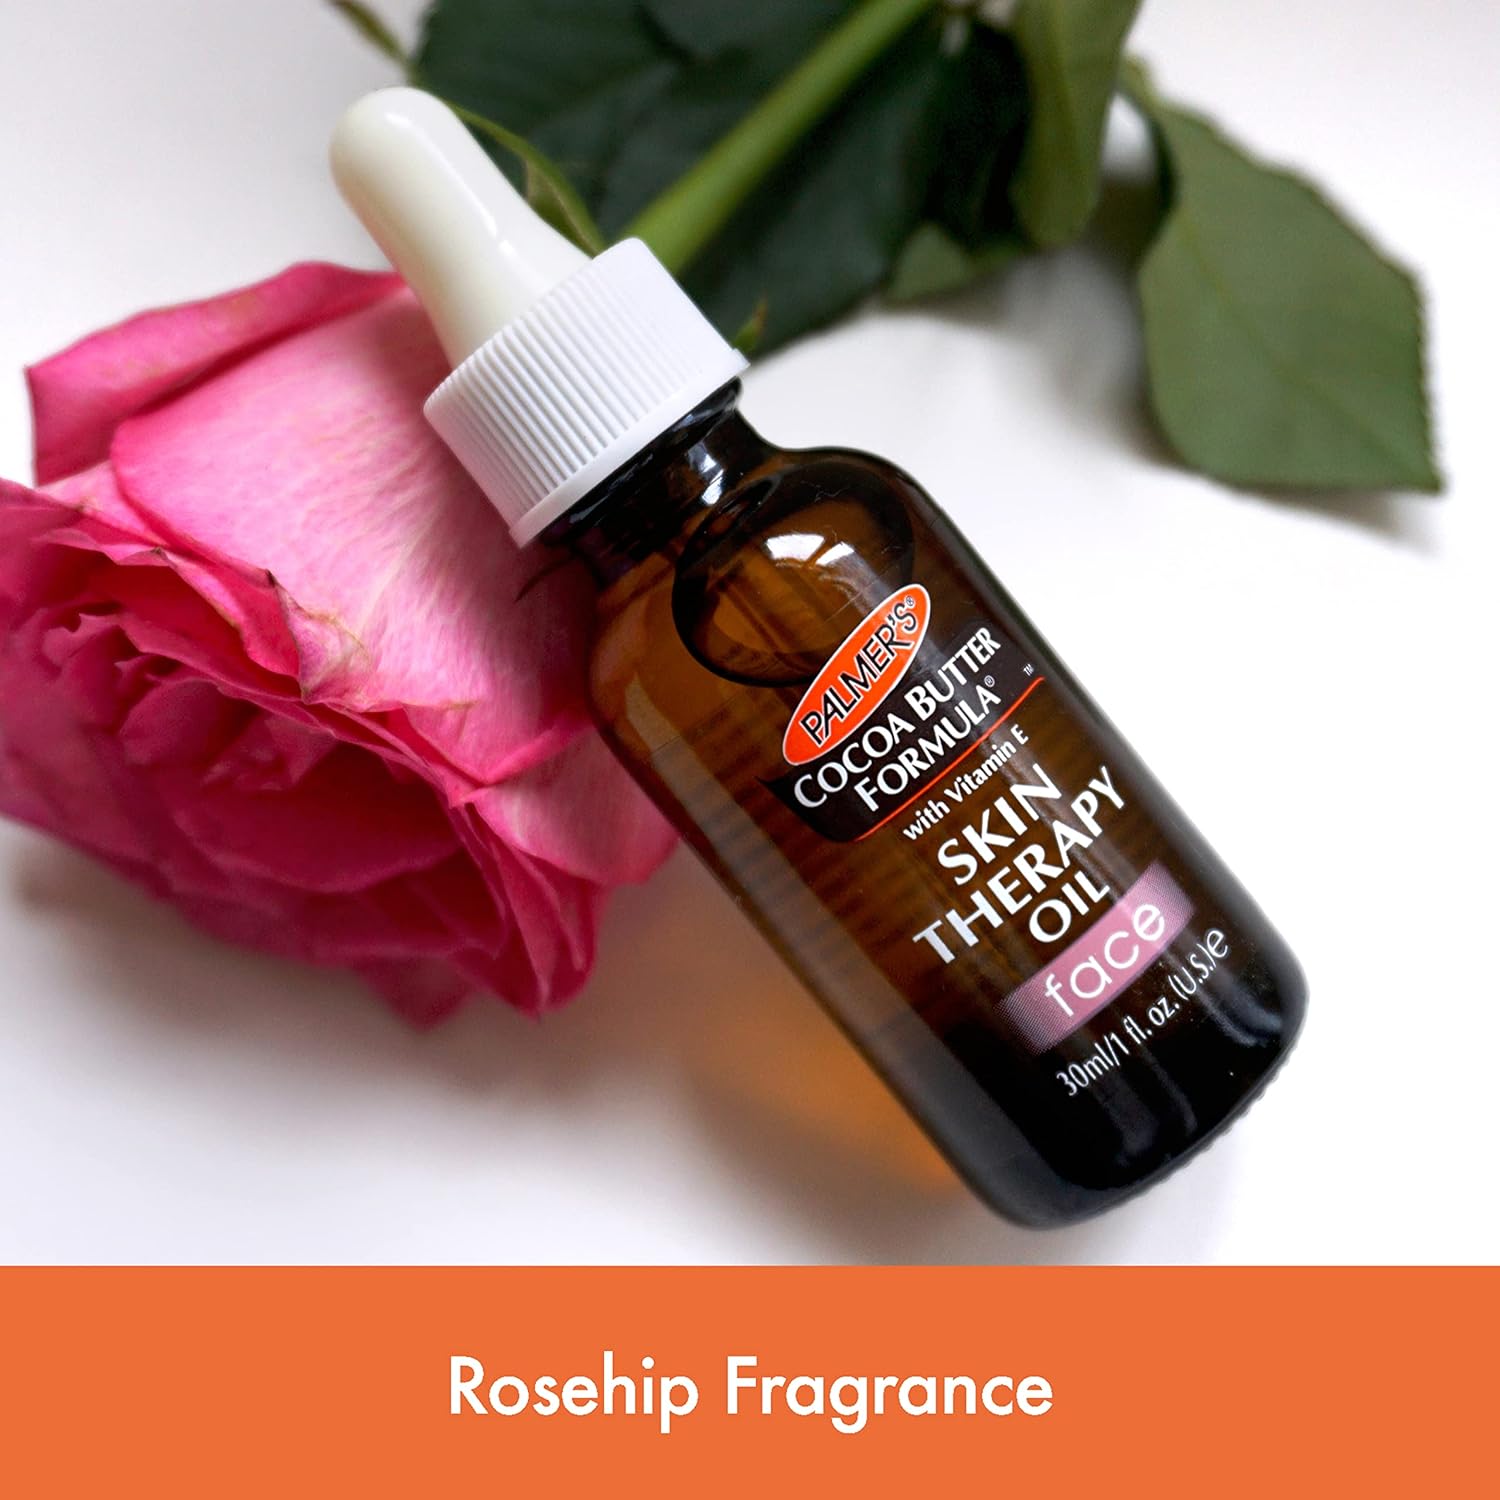 PALMER'S®
COCOA BUTTER
FORMULA®
™
with Vitamin E
SKIN
THERAPY
OIL
face
30ml/1 fl. oz.(U.S.)e
Rosehip Fragrance